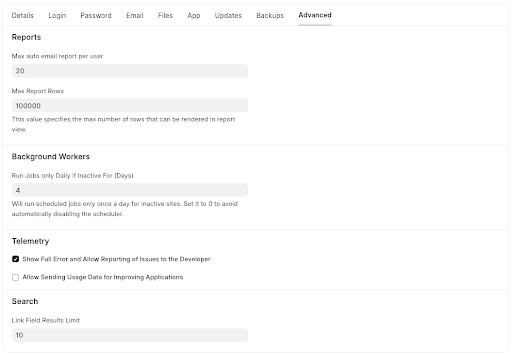 Details Login Password Email Files App Updates Backups Advanced
Reports
Max auto email report per user
20
Max Report Rows
100000
This value specifies the max number of rows that can be rendered in report
view.
Background Workers
Run Jobs only Daily if Inactive For (Days)
4
Will run scheduled jobs only once a day for inactive sites. Set it to 0 to avoid
automatically disabling the scheduler.
Telemetry
Show Full Error and Allow Reporting of Issues to the Developer
Allow Sending Usage Data for Improving Applications
Search
Link Field Results Limit
10